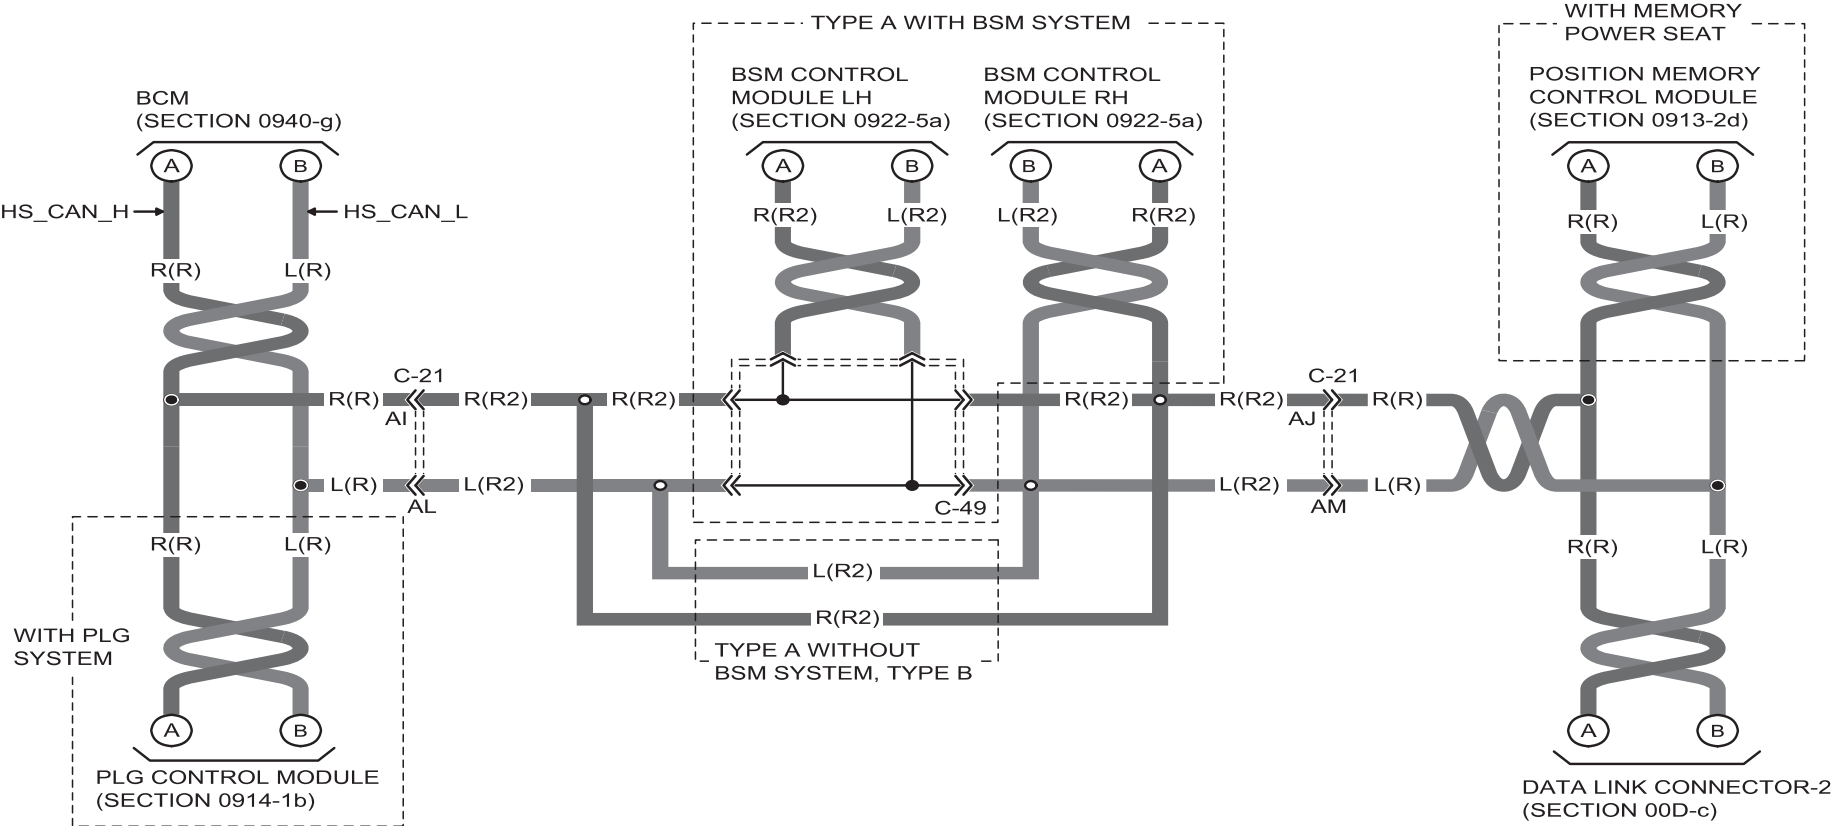 TYPE A WITH BSM SYSTEM
WITH MEMORY
POWER SEAT
BCM
(SECTION 0940-g)
BSM CONTROL
MODULE LH
(SECTION 0922-5a)
BSM CONTROL
MODULE RH
(SECTION 0922-5a)
POSITION MEMORY
CONTROL MODULE
(SECTION 0913-2d)
A B A B B A A B
HS_CAN_H HS_CAN_L
R(R2) L(R2) L(R2) R(R2)
R(R) L(R)
R(R) L(R)
C-21 C-21
R(R) R(R2) R(R2) R(R2) R(R2) R(R)
AI AJ
L(R) L(R2) L(R2) L(R)
AL C-49 AM
R(R) L(R) R(R) L(R)
L(R2)
R(R2)
WITH PLG
SYSTEM
TYPE A WITHOUT
BSM SYSTEM, TYPE B
A B A B
PLG CONTROL MODULE
(SECTION 0914-1b)
DATA LINK CONNECTOR-2
(SECTION 00D-c)